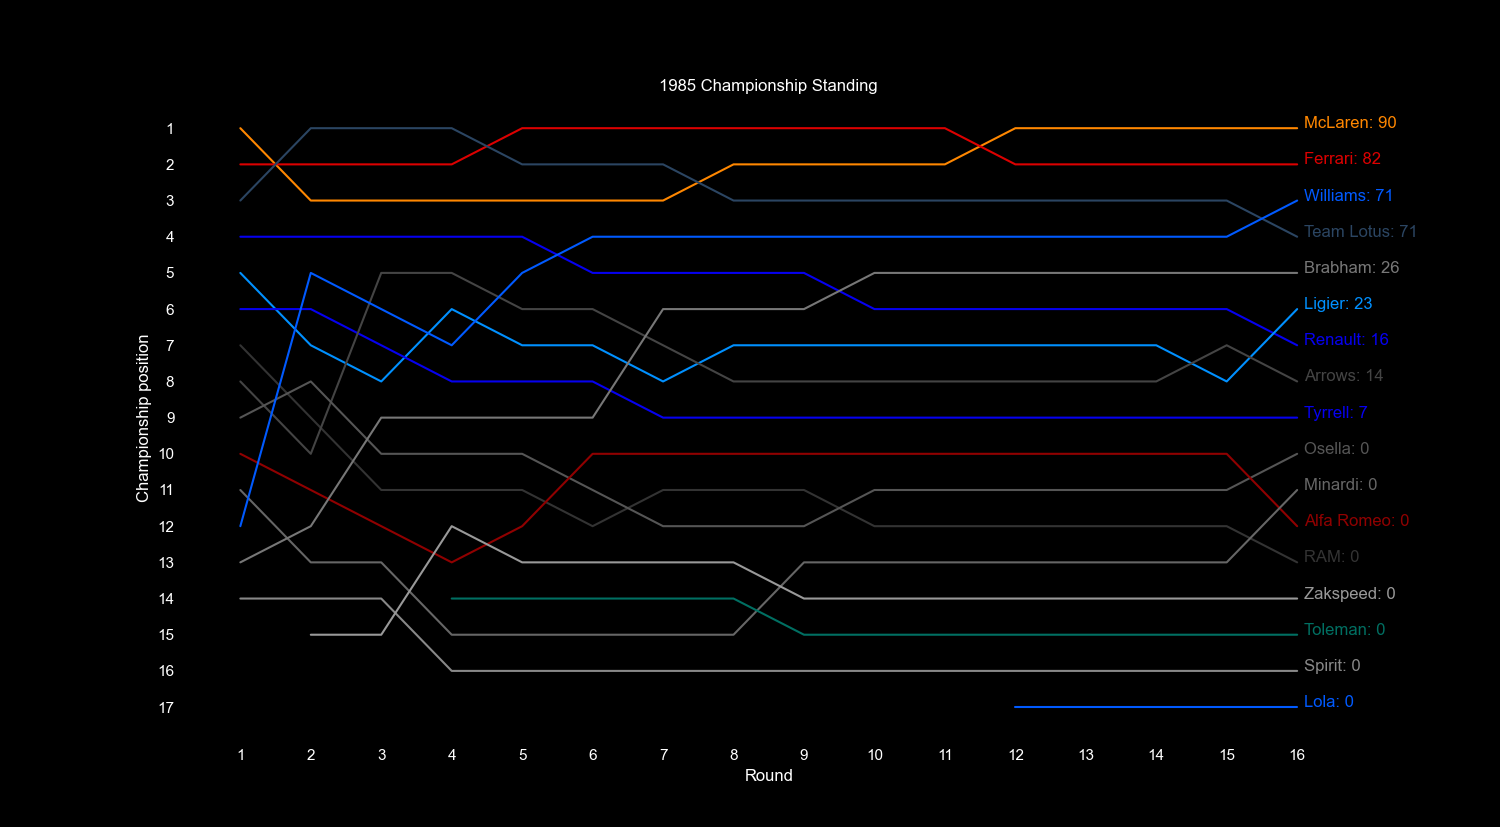 1985 Championship Standing
Championship position
1
2
3
4
5
6
7
8
9
10
11
12
13
14
15
16
17
McLaren: 90
Ferrari: 82
Williams: 71
Team Lotus: 71
Brabham: 26
Ligier: 23
Renault: 16
Arrows: 14
Tyrrell: 7
Osella: 0
Minardi: 0
Alfa Romeo: 0
RAM: 0
Zakspeed: 0
Toleman: 0
Spirit: 0
Lola: 0
1 2 3 4 5 6 7 8 9 10 11 12 13 14 15 16
Round